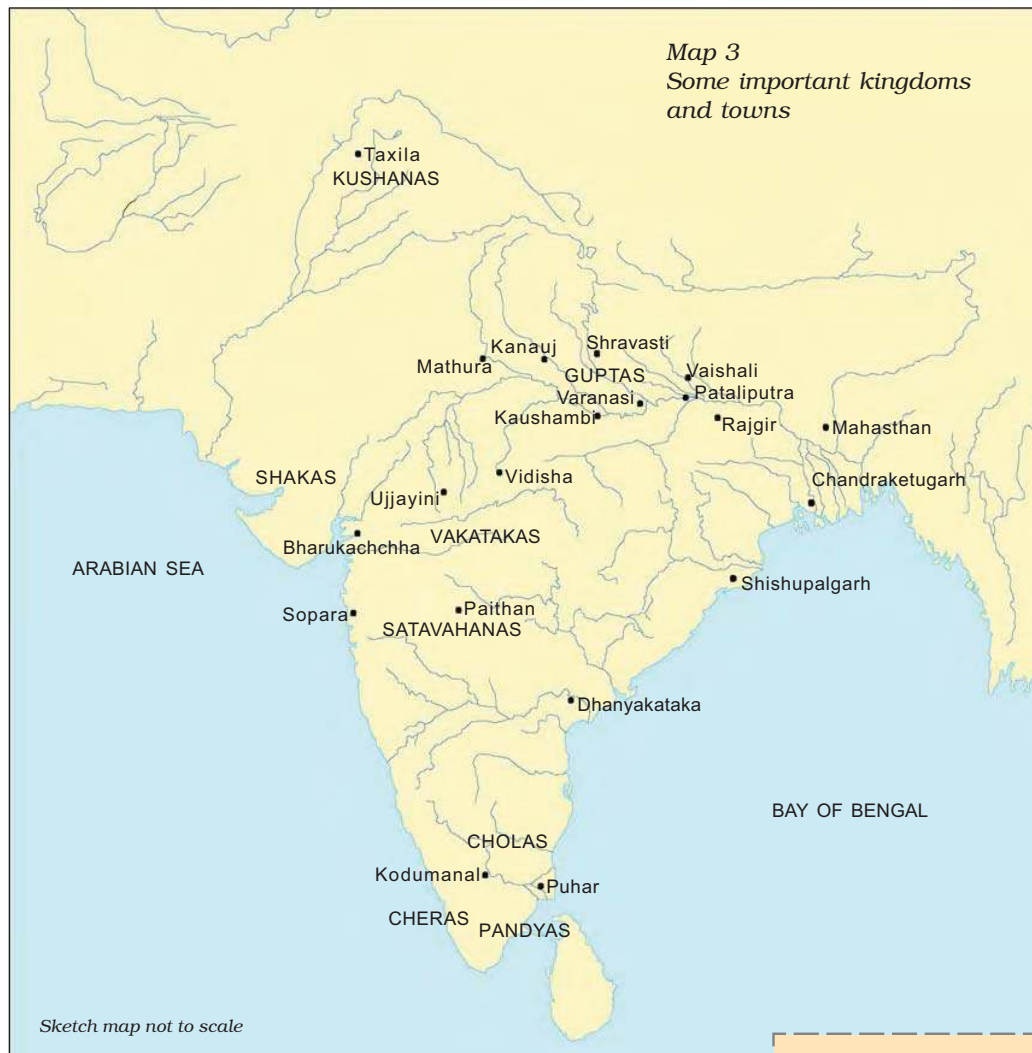 Map 3
Some important kingdoms
and towns
Taxila
KUSHANAS
Shravasti
Kanauj
Mathura
Vaishali
GUPTAS
Pataliputra
Varanasi
Kaushambi
Rajgir
Mahasthan
SHAKAS
Vidisha
Chandraketugarh
Ujjayini
VAKATAKAS
Bharukachchha
ARABIAN SEA
Shishupalgarh
Paithan
Sopara
SATAVAHANAS
Dhanyakataka
BAY OF BENGAL
CHOLAS
Kodumanal
Puhar
CHERAS
PANDYAS
Sketch map not to scale